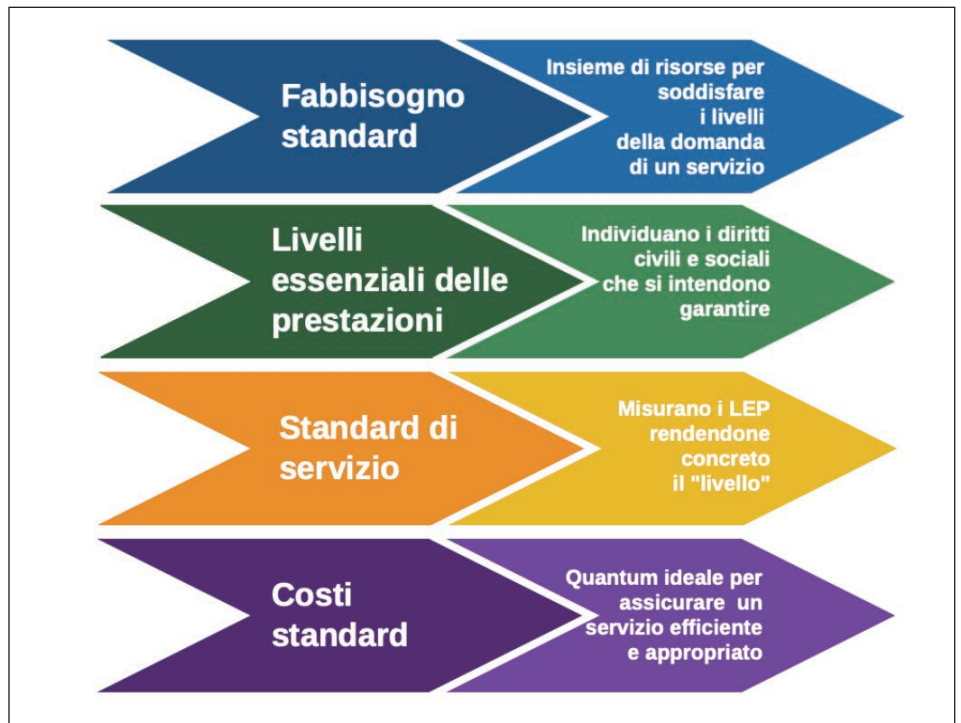 Fabbisogno
standard
Insieme di risorse per
soddisfare
i livelli
della domanda
di un servizio
Livelli
essenziali delle
prestazioni
Individuano i diritti
civili e sociali
che si intendono
garantire
Standard di
servizio
Misurano i LEP
rendendone
concreto
il "livello"
Costi
standard
Quantum ideale per
assicurare un
servizio efficiente
e appropriato